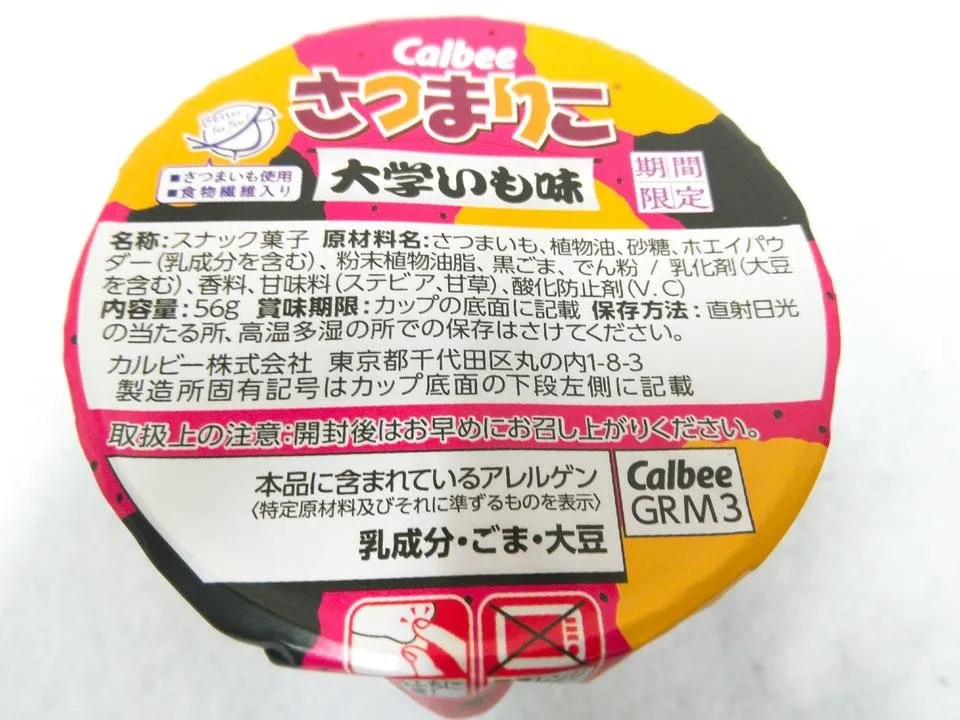 Calbee
さつまりこ
■さつまいも使用
■食物繊維入り
大学いも味
期間
限定
名称:スナック菓子 原材料名:さつまいも、植物油、砂糖、ホエイパウ
ダー(乳成分を含む)、粉末植物油脂、黒ごま、でん粉 / 乳化剤(大豆
を含む)、香料、甘味料(ステビア、甘草)、酸化防止剤(V.C)
内容量:56g 賞味期限:カップの底面に記載 保存方法:直射日光
の当たる所、高温多湿の所での保存はさけてください。
カルビー株式会社 東京都千代田区丸の内1-8-3
製造所固有記号はカップ底面の下段左側に記載
取扱上の注意:開封後はお早めにお召し上がりください。
本品に含まれているアレルゲン
〈特定原材料及びそれに準ずるものを表示〉
乳成分・ごま・大豆
Calbee
GRM3